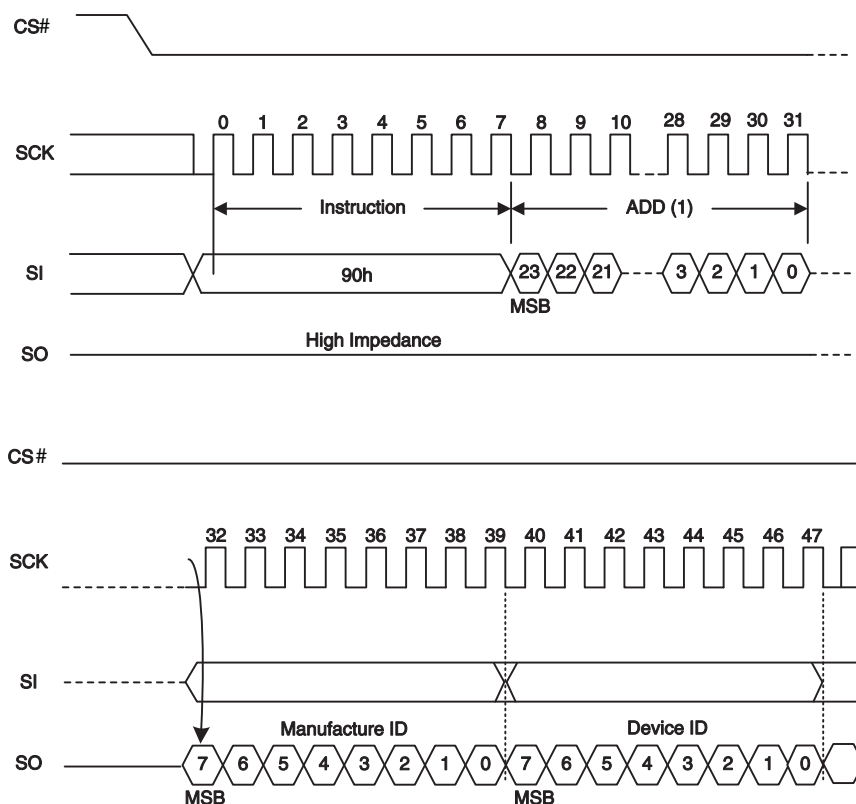 CS#
0 1 2 3 4 5 6 7 8 9 10 28 29 30 31
SCK
Instruction ADD (1)
SI 90h 23 22 21 3 2 1 0
MSB
High Impedance
SO
CS#
32 33 34 35 36 37 38 39 40 41 42 43 44 45 46 47
SCK
SI
Manufacture ID Device ID
SO 7 6 5 4 3 2 1 0 7 6 5 4 3 2 1 0
MSB MSB